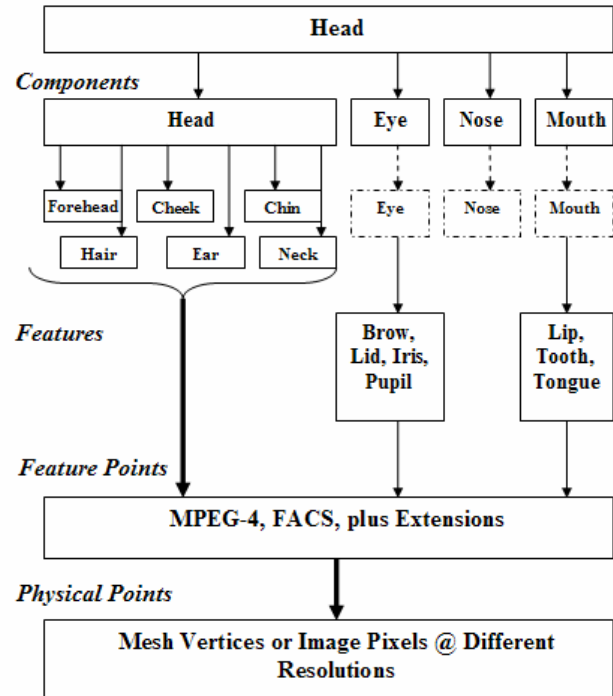 Head
Components
Head
Eye
Nose
Mouth
Forehead
Cheek
Chin
Eye
Nose
Mouth
Hair
Ear
Neck
Features
Brow,
Lid, Iris,
Pupil
Lip,
Tooth,
Tongue
Feature Points
MPEG-4, FACS, plus Extensions
Physical Points
Mesh Vertices or Image Pixels @ Different
Resolutions